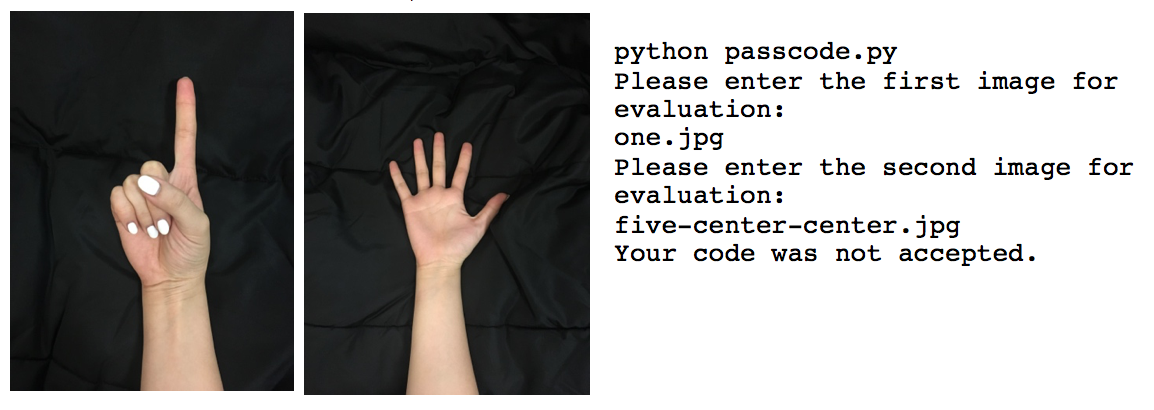 python passcode.py
Please enter the first image for
evaluation:
one.jpg
Please enter the second image for
evaluation:
five-center-center.jpg
Your code was not accepted.